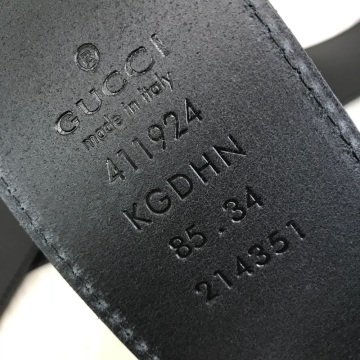 ®
GUCCI
made in italy
411924
KGDHN
85.34
214351